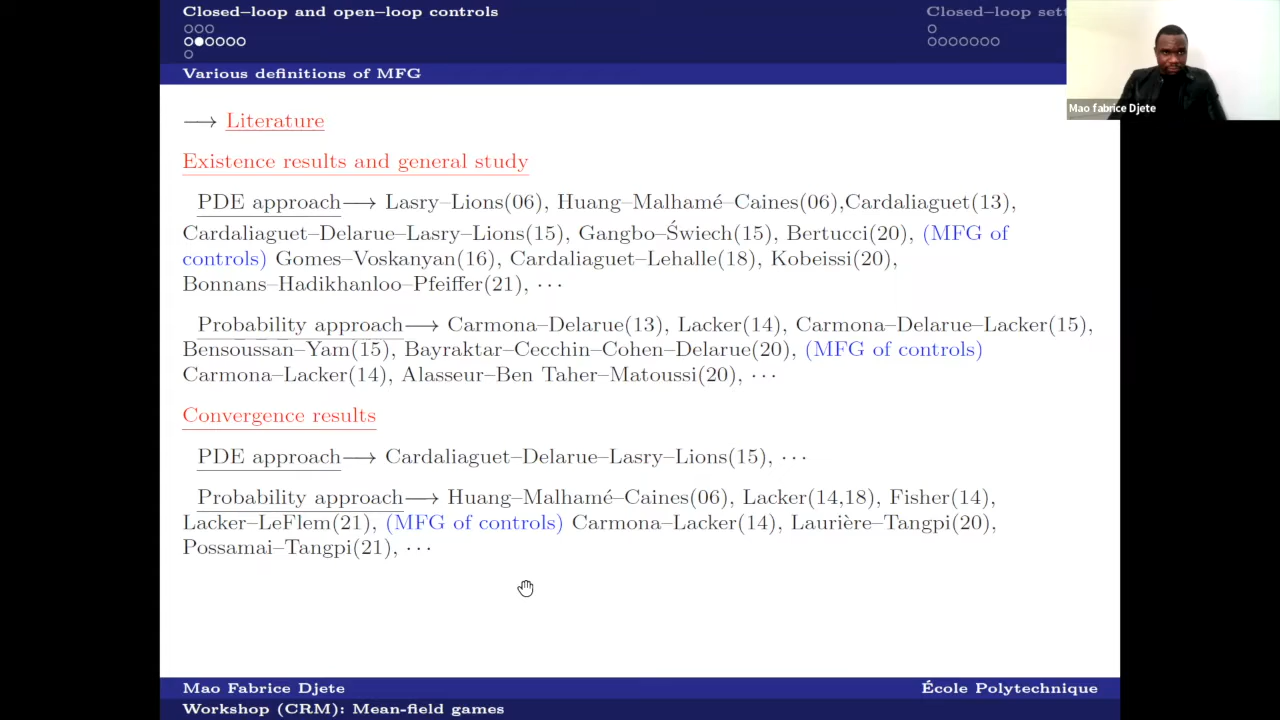 Closed–loop and open–loop controls
Closed–loop set
Various definitions of MFG
Mao fabrice Djete
⟶ Literature
Existence results and general study
PDE approach⟶ Lasry–Lions(06), Huang–Malhamé–Caines(06),Cardaliaguet(13),
Cardaliaguet–Delarue–Lasry–Lions(15), Gangbo–Świech(15), Bertucci(20), (MFG of
controls) Gomes–Voskanyan(16), Cardaliaguet–Lehalle(18), Kobeissi(20),
Bonnans–Hadikhanloo–Pfeiffer(21), ···
Probability approach⟶ Carmona–Delarue(13), Lacker(14), Carmona–Delarue–Lacker(15),
Bensoussan–Yam(15), Bayraktar–Cecchin–Cohen–Delarue(20), (MFG of controls)
Carmona–Lacker(14), Alasseur–Ben Taher–Matoussi(20), ···
Convergence results
PDE approach⟶ Cardaliaguet–Delarue–Lasry–Lions(15), ···
Probability approach⟶ Huang–Malhamé–Caines(06), Lacker(14,18), Fisher(14),
Lacker–LeFlem(21), (MFG of controls) Carmona–Lacker(14), Laurière–Tangpi(20),
Possamai–Tangpi(21), ···
Mao Fabrice Djete
École Polytechnique
Workshop (CRM): Mean-field games